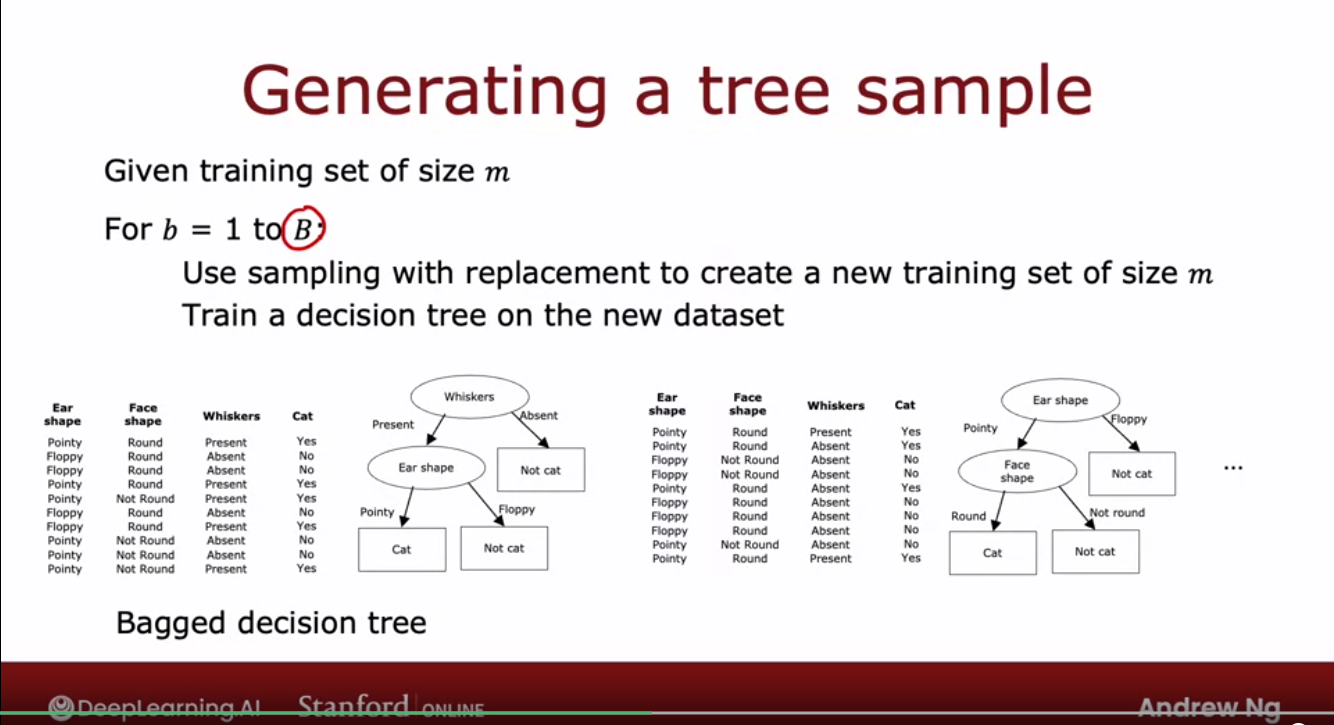 Generating a tree sample
Given training set of size m
For b = 1 to B:
Use sampling with replacement to create a new training set of size m
Train a decision tree on the new dataset
Ear shape Face shape Whiskers Cat
Pointy Round Present Yes
Floppy Round Absent No
Floppy Round Absent No
Pointy Round Present Yes
Pointy Not Round Present Yes
Floppy Round Absent No
Floppy Round Present Yes
Pointy Not Round Absent No
Pointy Not Round Absent No
Pointy Not Round Present Yes
Whiskers
Present Absent
Ear shape Not cat
Pointy Floppy
Cat Not cat
Ear shape Face shape Whiskers Cat
Pointy Round Present Yes
Pointy Round Absent Yes
Floppy Not Round Absent No
Floppy Not Round Absent No
Pointy Round Absent Yes
Floppy Round Absent No
Floppy Round Absent No
Floppy Round Absent No
Pointy Not Round Absent No
Pointy Round Present Yes
Ear shape
Pointy Floppy
Face shape Not cat
Round Not round
Cat Not cat
...
Bagged decision tree
DeepLearning.AI Stanford ONLINE Andrew Ng